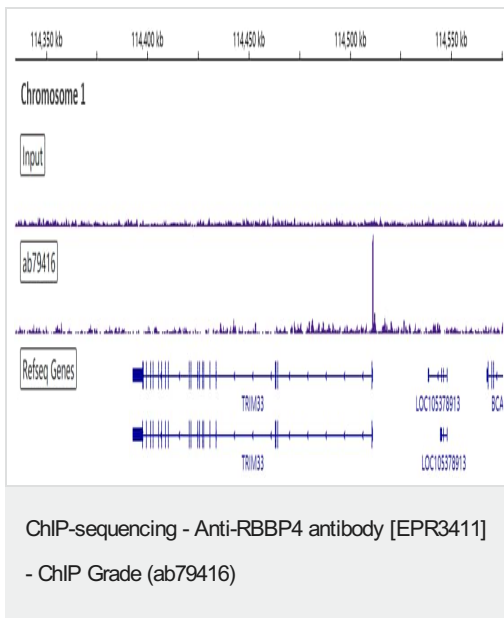 114,350 kb 114,400 kb 114,450 kb 114,500 kb 114,550 kb
Chromosome 1
Input
ab79416
Refseq Genes
TRIM33 LOC105378913 BCA
TRIM33 LOC105378913
ChIP-sequencing - Anti-RBBP4 antibody [EPR3411]
- ChIP Grade (ab79416)